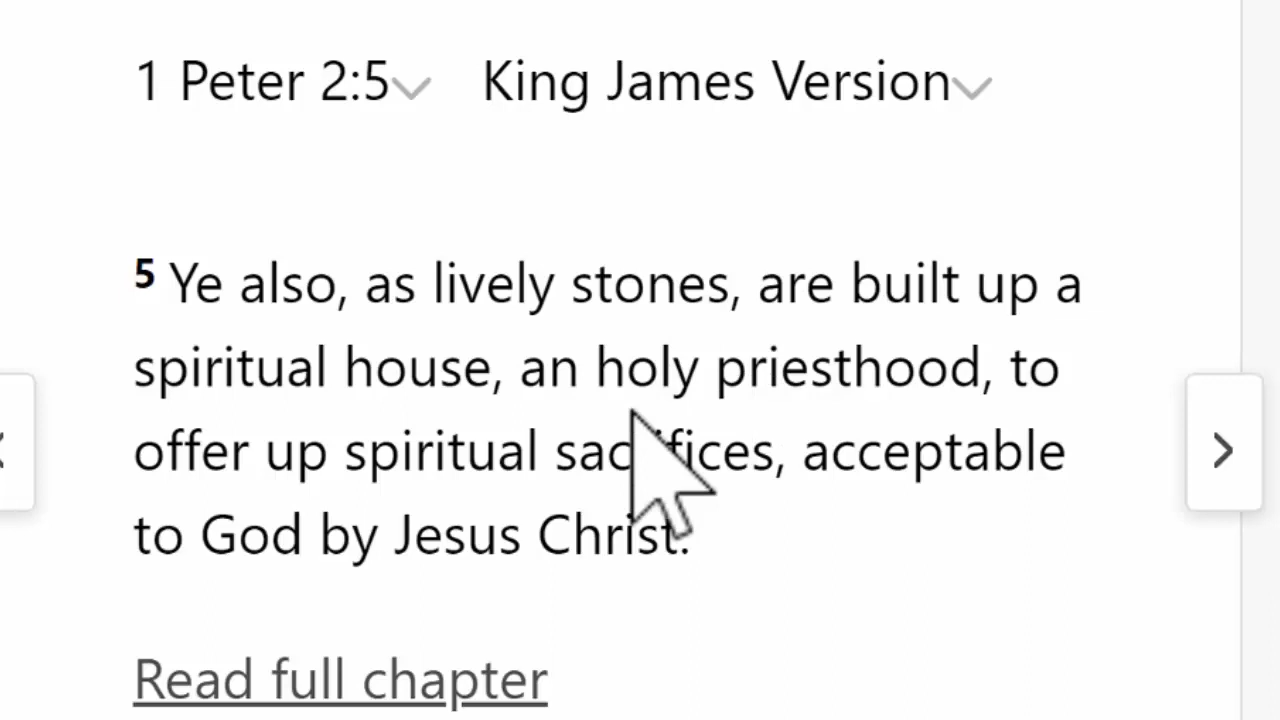 1 Peter 2:5 King James Version
5 Ye also, as lively stones, are built up a
spiritual house, an holy priesthood, to
offer up spiritual sacrifices, acceptable
to God by Jesus Christ.
Read full chapter